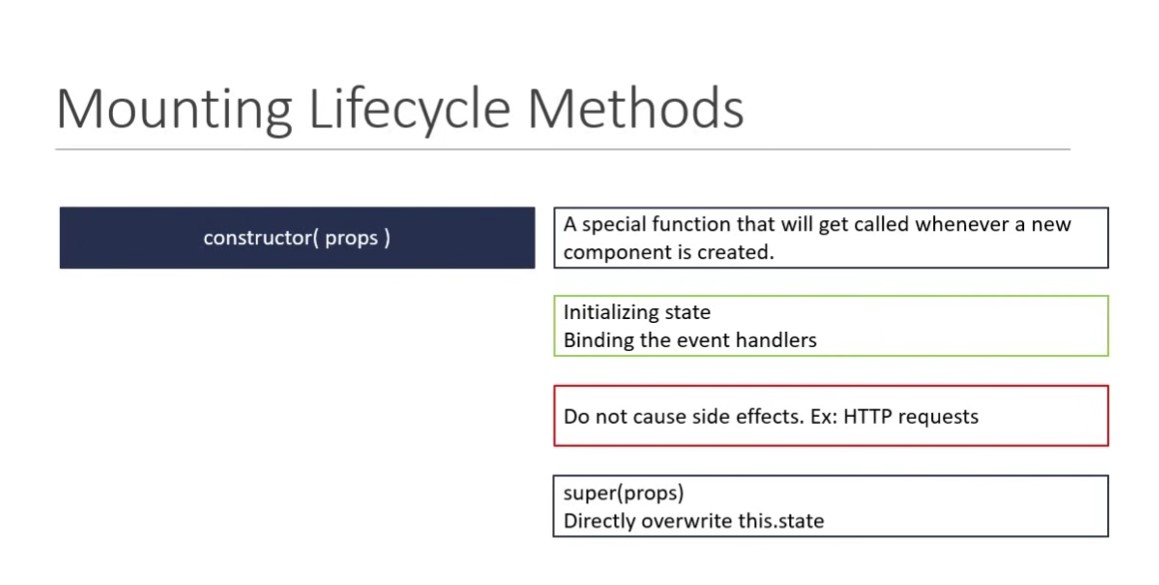 Mounting Lifecycle Methods
constructor( props )
A special function that will get called whenever a new
component is created.
Initializing state
Binding the event handlers
Do not cause side effects. Ex: HTTP requests
super(props)
Directly overwrite this.state